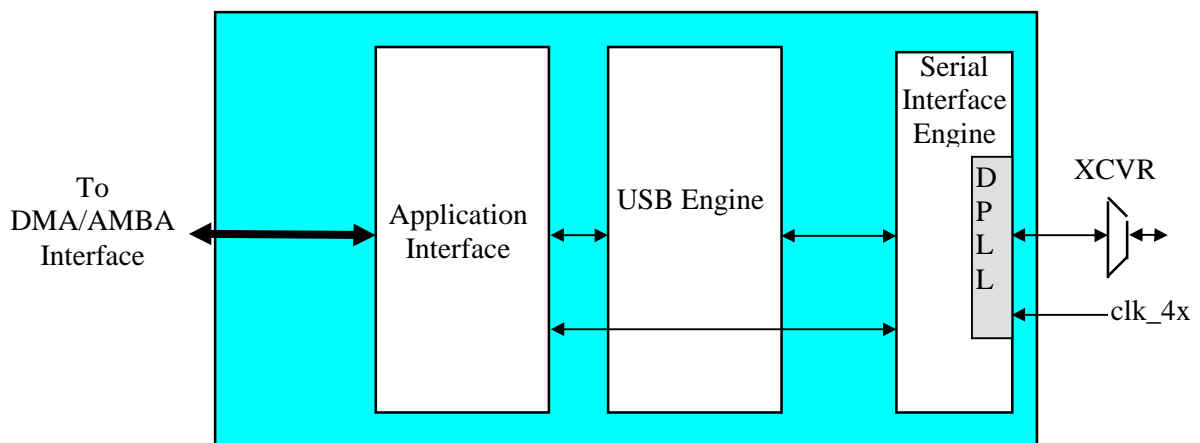 To
DMA/AMBA
Interface
Application
Interface
USB Engine
Serial
Interface
Engine
D
P
L
L
XCVR
clk_4x